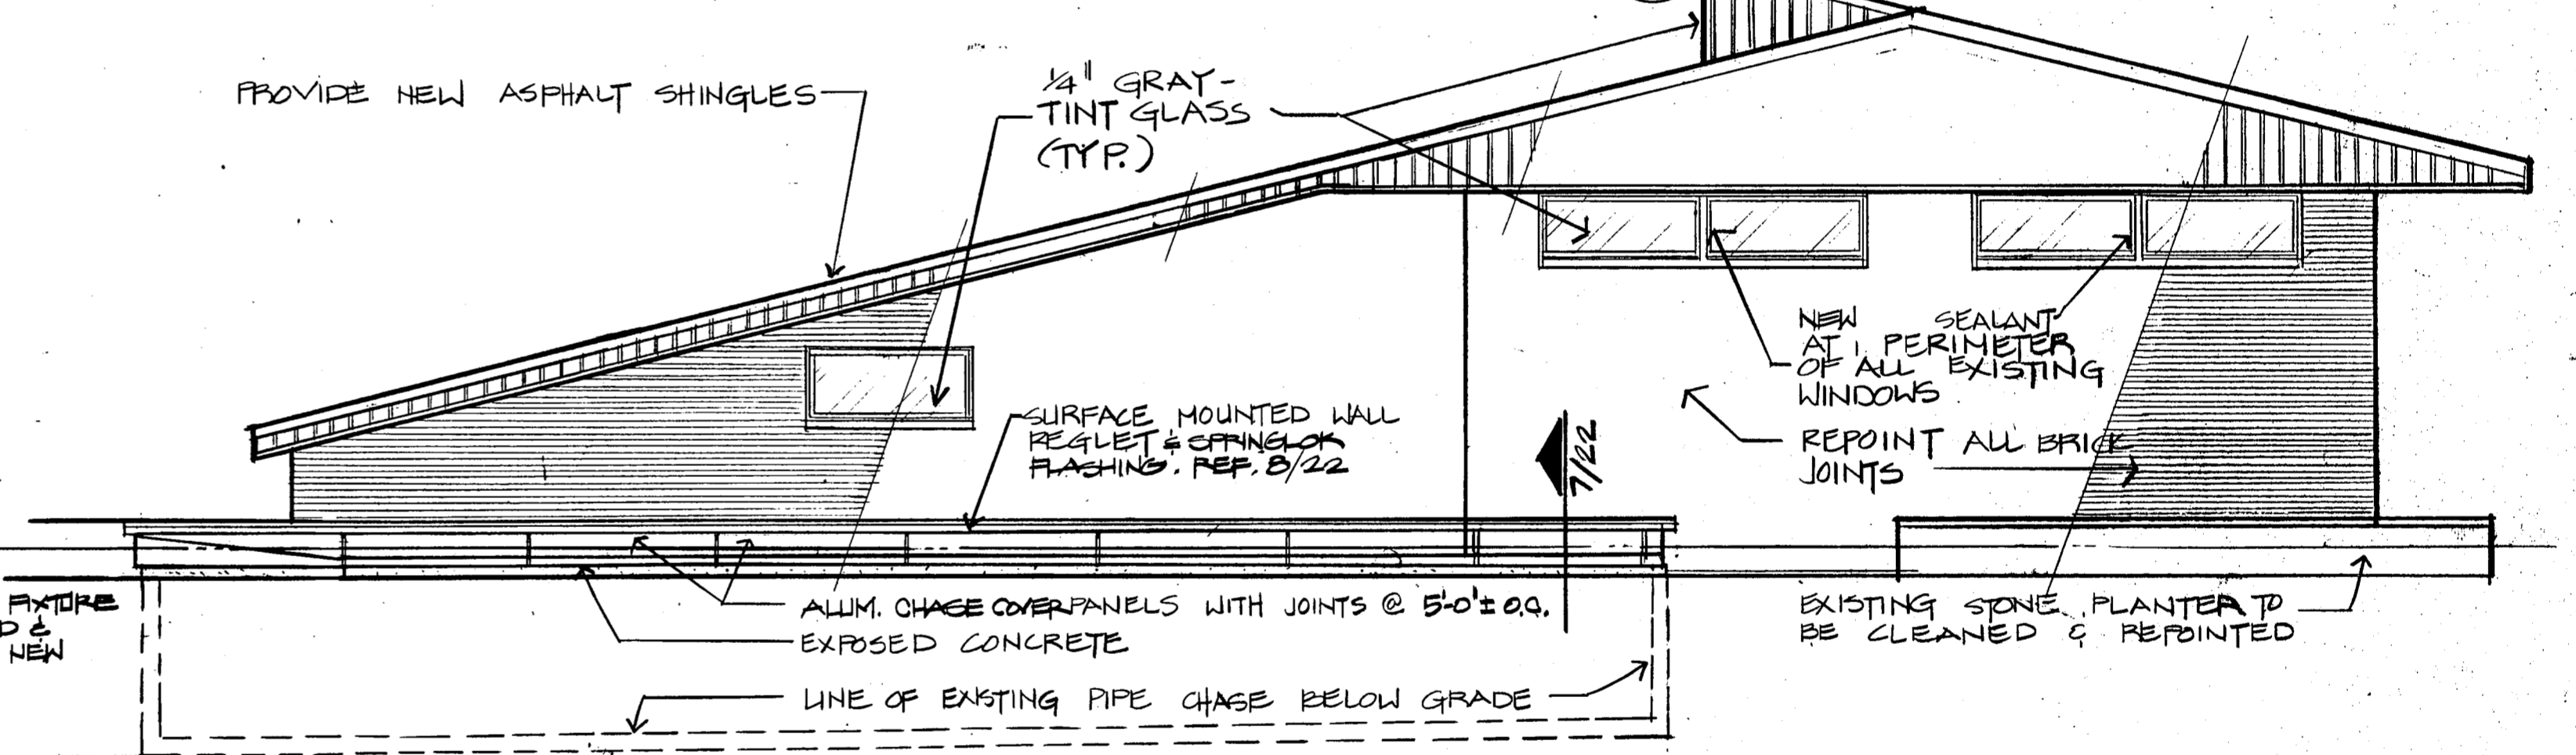 PROVIDE NEW ASPHALT SHINGLES
1/4" GRAY-
TINT GLASS
(TYP.)
NEW SEALANT
AT PERIMETER
OF ALL EXISTING
WINDOWS
SURFACE MOUNTED WALL
REGLET & SPRINGLOK
FLASHING. REF. 8/22
7/22
REPOINT ALL BRICK
JOINTS
FIXTURE
D &
NEW
ALUM. CHASE COVER PANELS WITH JOINTS @ 5'-0"± O.C.
EXPOSED CONCRETE
EXISTING STONE PLANTER TO
BE CLEANED & REPOINTED
LINE OF EXISTING PIPE CHASE BELOW GRADE